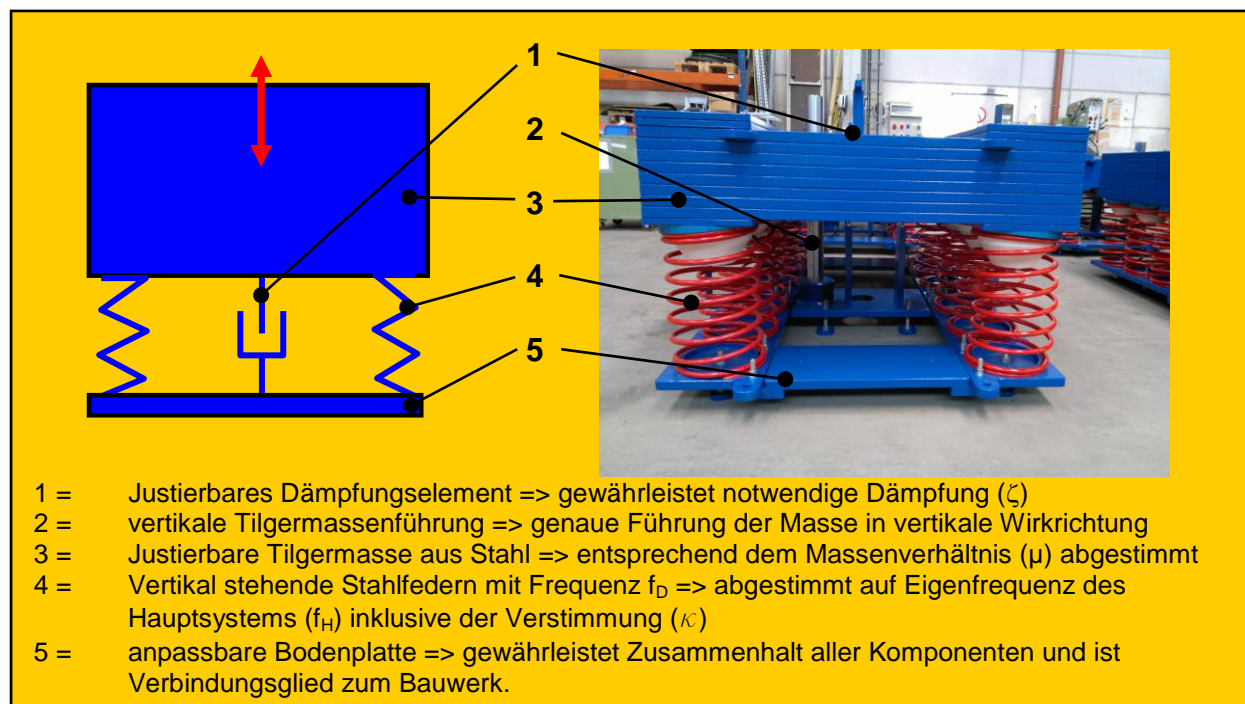 1
2
3
4
5
1 = Justierbares Dämpfungselement => gewährleistet notwendige Dämpfung (ζ)
2 = vertikale Tilgermassenführung => genaue Führung der Masse in vertikale Wirkrichtung
3 = Justierbare Tilgermasse aus Stahl => entsprechend dem Massenverhältnis (µ) abgestimmt
4 = Vertikal stehende Stahlfedern mit Frequenz f_D => abgestimmt auf Eigenfrequenz des
Hauptsystems (f_H) inklusive der Verstimmung (κ)
5 = anpassbare Bodenplatte => gewährleistet Zusammenhalt aller Komponenten und ist
Verbindungsglied zum Bauwerk.